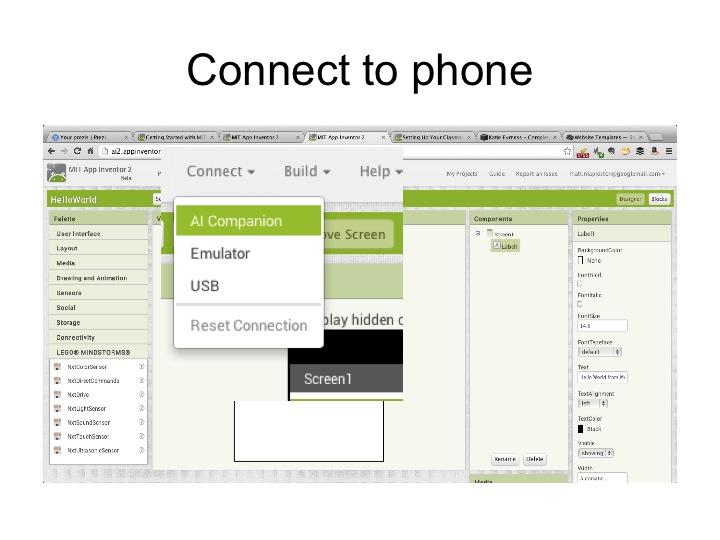 Connect to phone
Your prezis | Prezi
Getting Started with MIT
MIT App Inventor 2
MIT App Inventor 2
Setting Up Your Classroo
Katie Furness - Complex
Website Templates — Sc
ai2.appinventor
MIT App Inventor 2
Beta
P
Connect
Build
Help
My Projects
Guide
Report an Issue
matt.mapleston@googlemail.com
HelloWorld
Sc
AI Companion
Emulator
USB
Reset Connection
ove Screen
Designer
Blocks
Palette
V
Components
Properties
User Interface
Layout
Media
Drawing and Animation
Sensors
Social
Storage
Connectivity
LEGO® MINDSTORMS®
NxtColorSensor
NxtDirectCommands
NxtDrive
NxtLightSensor
NxtSoundSensor
NxtTouchSensor
NxtUltrasonicSensor
play hidden c
Screen1
Screen1
Label1
Rename
Delete
Media
Label1
BackgroundColor
None
FontBold
FontItalic
FontSize
14.0
FontTypeface
default
Text
Hello World from M
TextAlignment
left
TextColor
Black
Visible
showing
Width
Automatic...